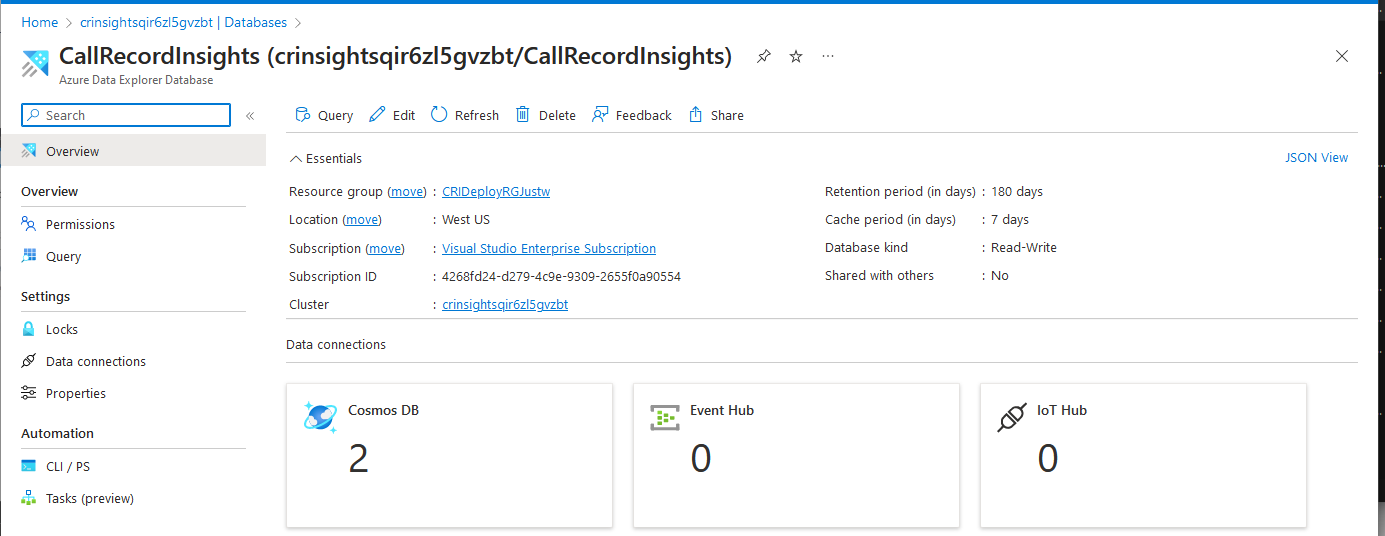 Home > crinsightsqir6zl5gvzbt | Databases >
CallRecordInsights (crinsightsqir6zl5gvzbt/CallRecordInsights)
Azure Data Explorer Database
Search
Overview
Overview
Permissions
Query
Settings
Locks
Data connections
Properties
Automation
CLI / PS
Tasks (preview)
Query Edit Refresh Delete Feedback Share
Essentials
JSON View
Resource group (move) : CRIDeployRGJustw
Location (move) : West US
Subscription (move) : Visual Studio Enterprise Subscription
Subscription ID : 4268fd24-d279-4c9e-9309-2655f0a90554
Cluster : crinsightsqir6zl5gvzbt
Retention period (in days) : 180 days
Cache period (in days) : 7 days
Database kind : Read-Write
Shared with others : No
Data connections
Cosmos DB
2
Event Hub
0
IoT Hub
0